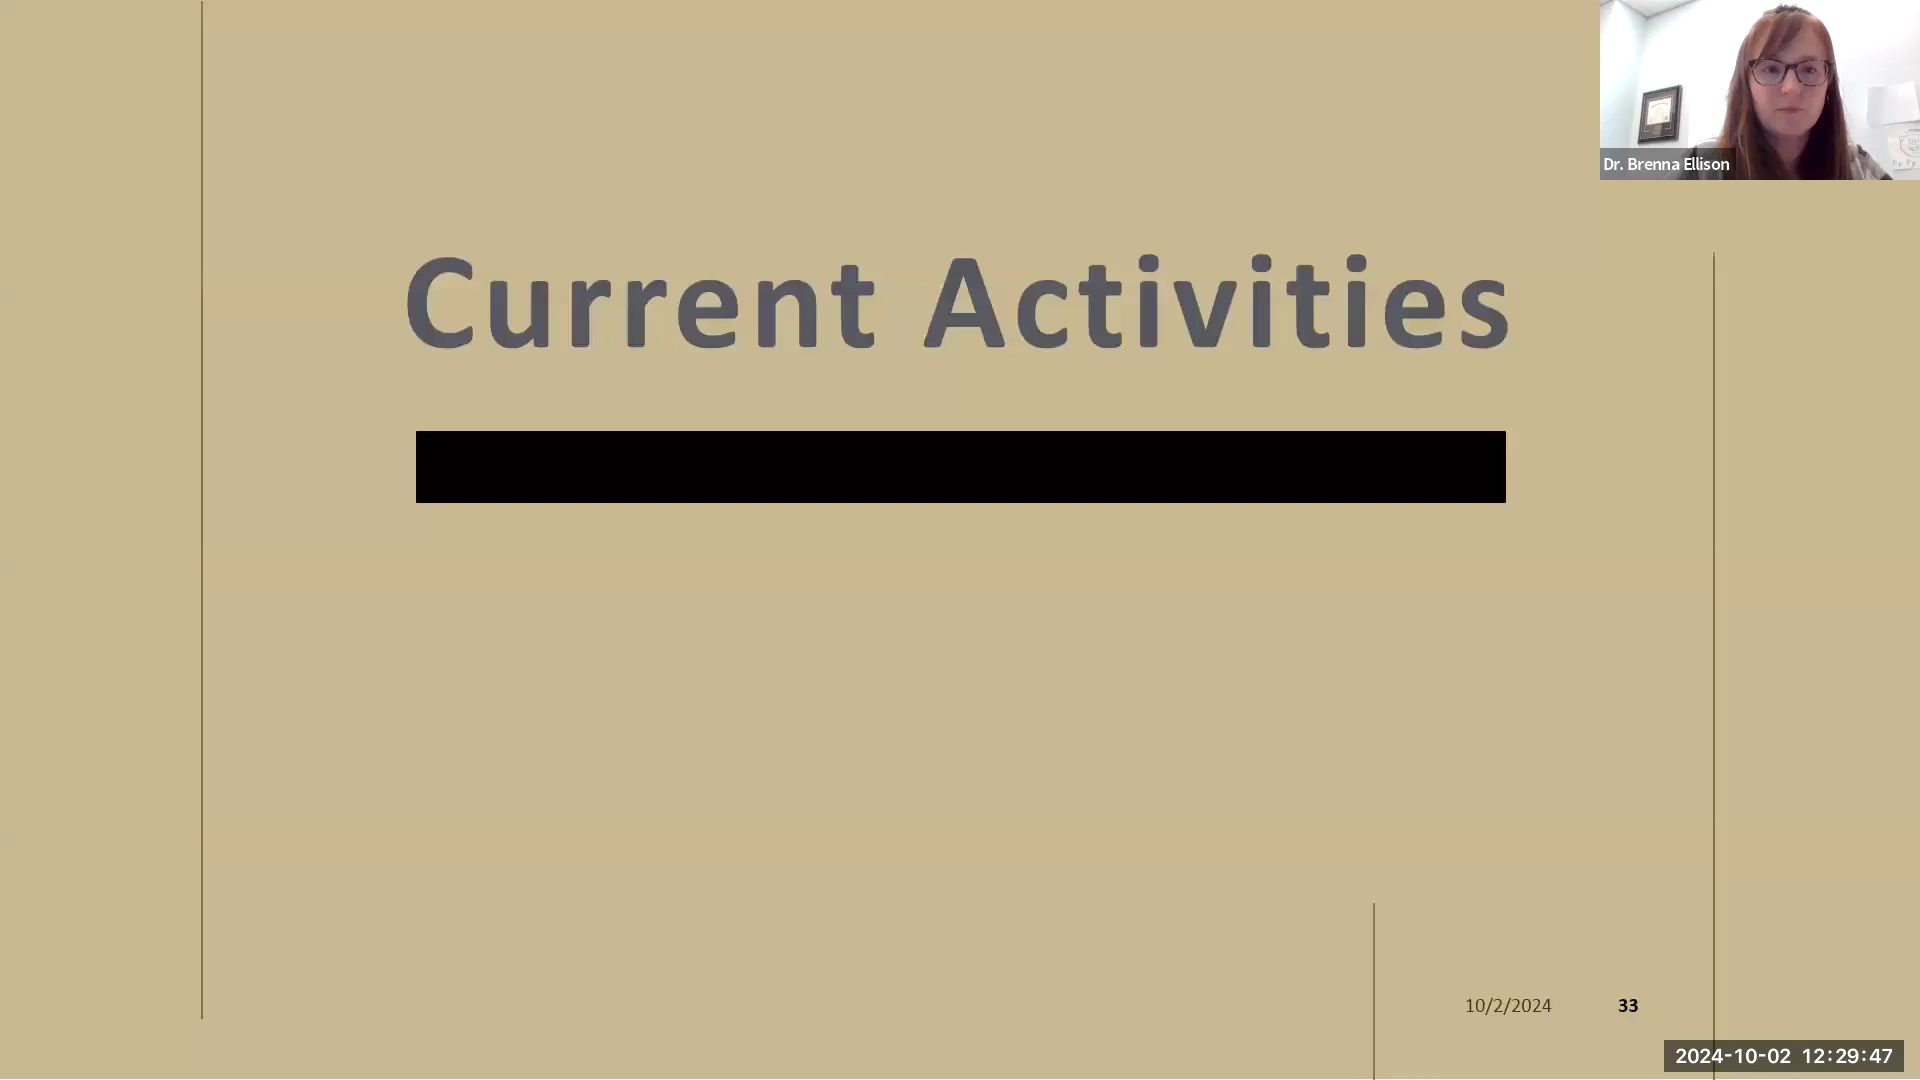 Dr. Brenna Ellison
Current Activities
10/2/2024 33
2024-10-02 12:29:47